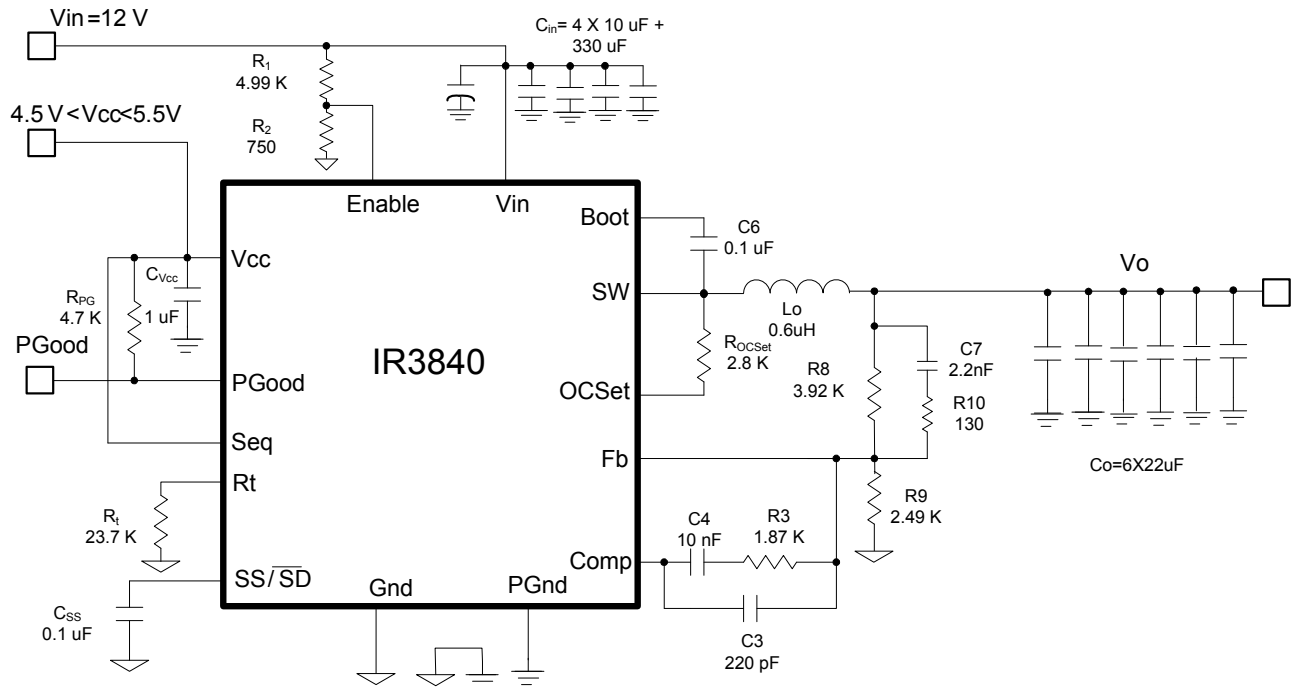 Vin=12 V
Cin= 4 X 10 uF +
330 uF
R1
4.99 K
4.5 V<Vcc<5.5V
R2
750
Enable
Vin
Boot
C6
0.1 uF
Vcc
CVcc
1 uF
RPG
4.7 K
SW
Lo
0.6uH
Vo
PGood
IR3840
ROCSet
2.8 K
C7
2.2nF
R8
3.92 K
PGood
OCSet
R10
130
Seq
Fb
Co=6X22uF
Rt
Rt
23.7 K
R9
2.49 K
C4
10 nF
R3
1.87 K
Comp
SS/SD
Gnd
PGnd
CSS
0.1 uF
C3
220 pF